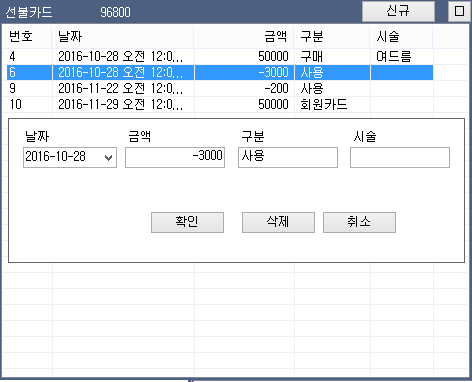 선불카드 96800 신규
번호 날짜 금액 구분 시술
4 2016-10-28 오전 12:0... 50000 구매 여드름
6 2016-10-28 오전 12:0... -3000 사용
9 2016-11-22 오전 12:0... -200 사용
10 2016-11-29 오전 12:0... 50000 회원카드
날짜 금액 구분 시술
2016-10-28 -3000 사용
확인 삭제 취소